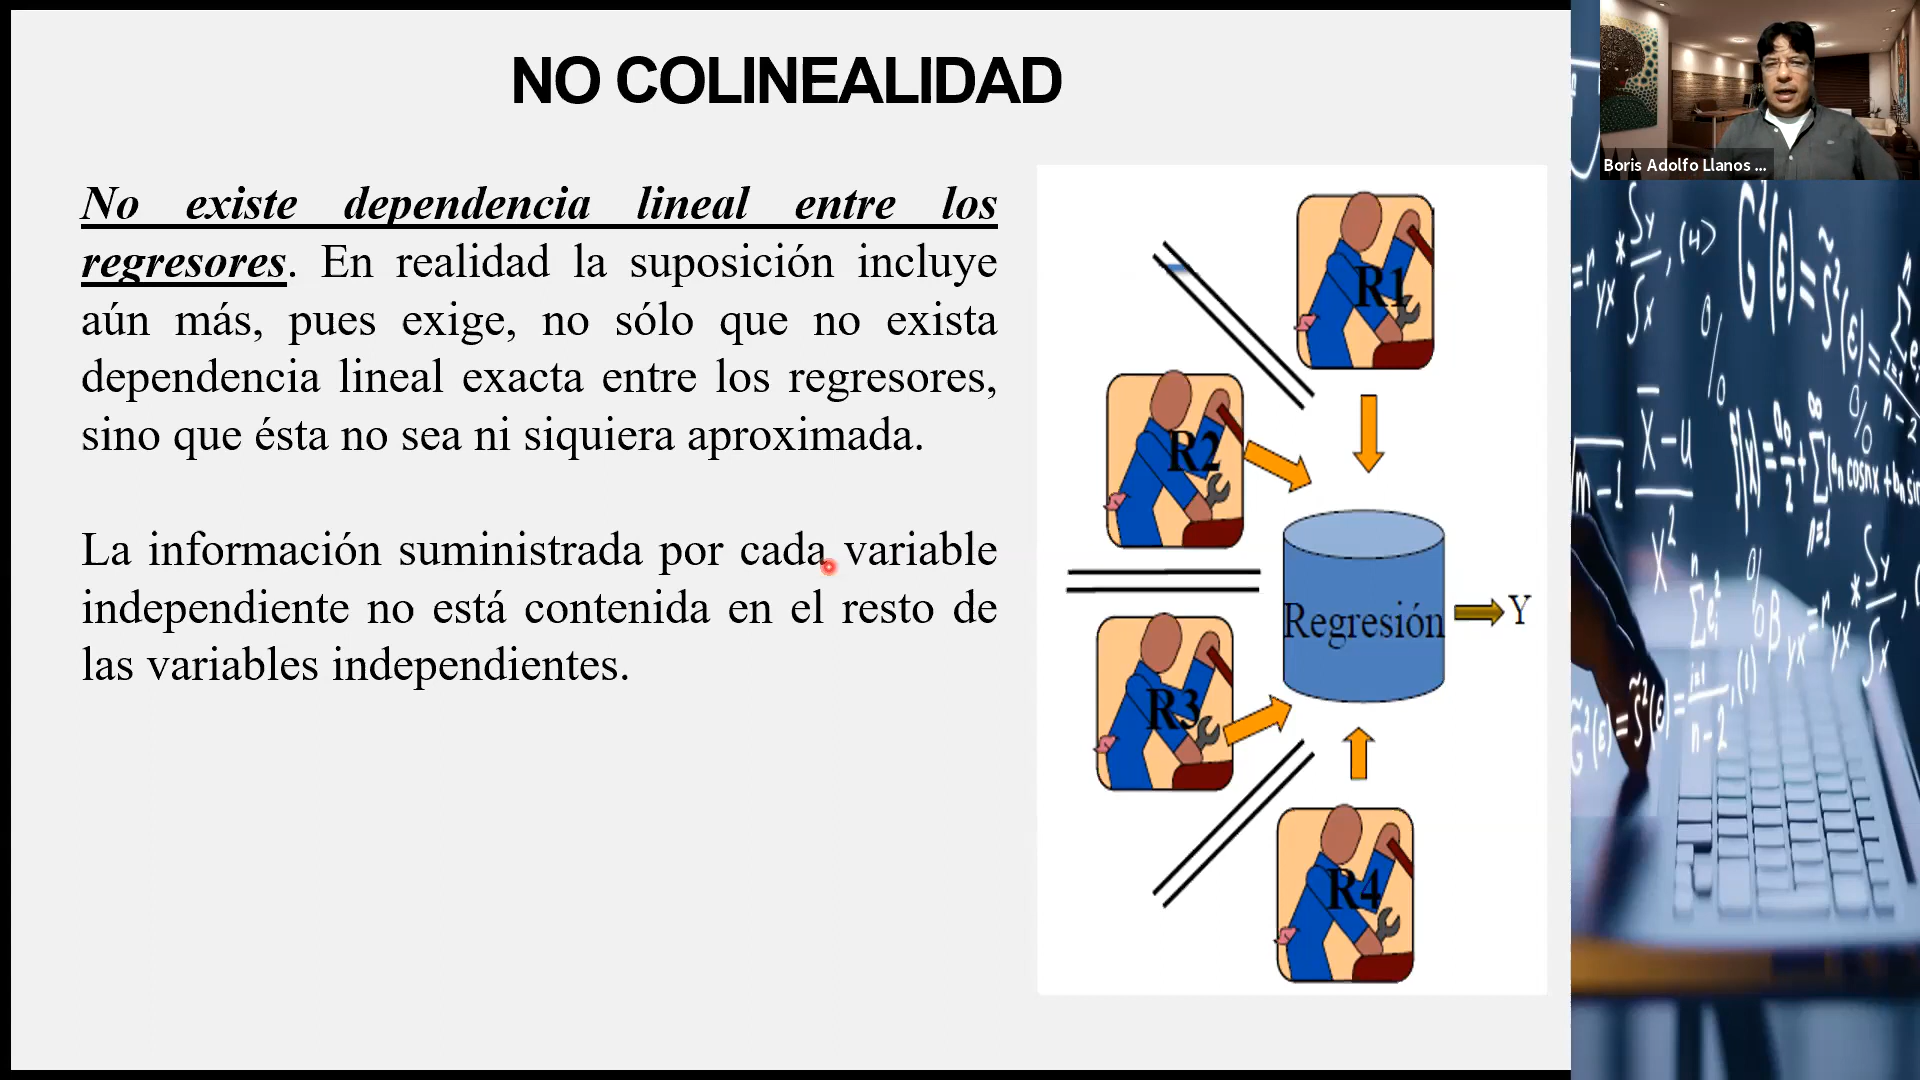 NO COLINEALIDAD
No existe dependencia lineal entre los
regresores. En realidad la suposición incluye
aún más, pues exige, no sólo que no exista
dependencia lineal exacta entre los regresores,
sino que ésta no sea ni siquiera aproximada.
La información suministrada por cada variable
independiente no está contenida en el resto de
las variables independientes.
R1
R2
Regresión
Y
R3
R4
Boris Adolfo Llanos ...